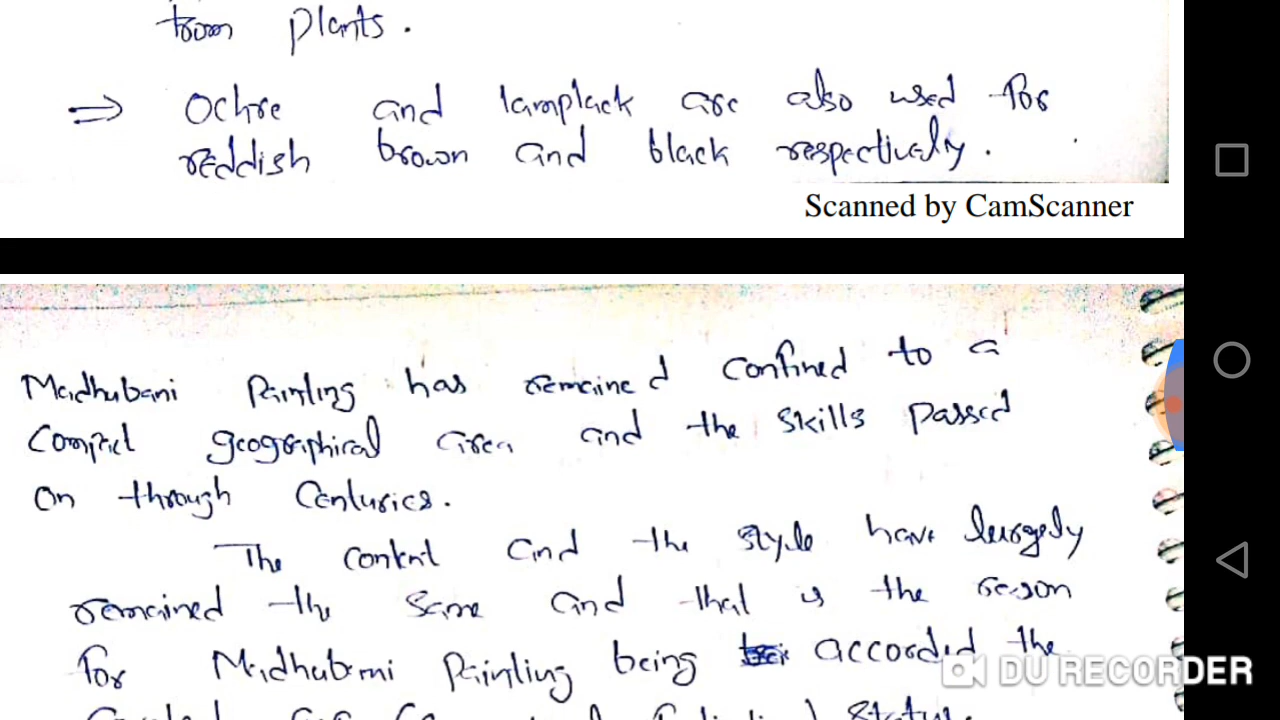 from plants.
⇒ Ochre and lamplack are also used for
reddish brown and black respectively.
Scanned by CamScanner
Madhubani Painting has remained confined to a
compact geographical area and the skills passed
on through centuries.
The content and the style have largely
remained the same and that is the reason
for Madhubani Painting being accorded the
DU RECORDER
status.